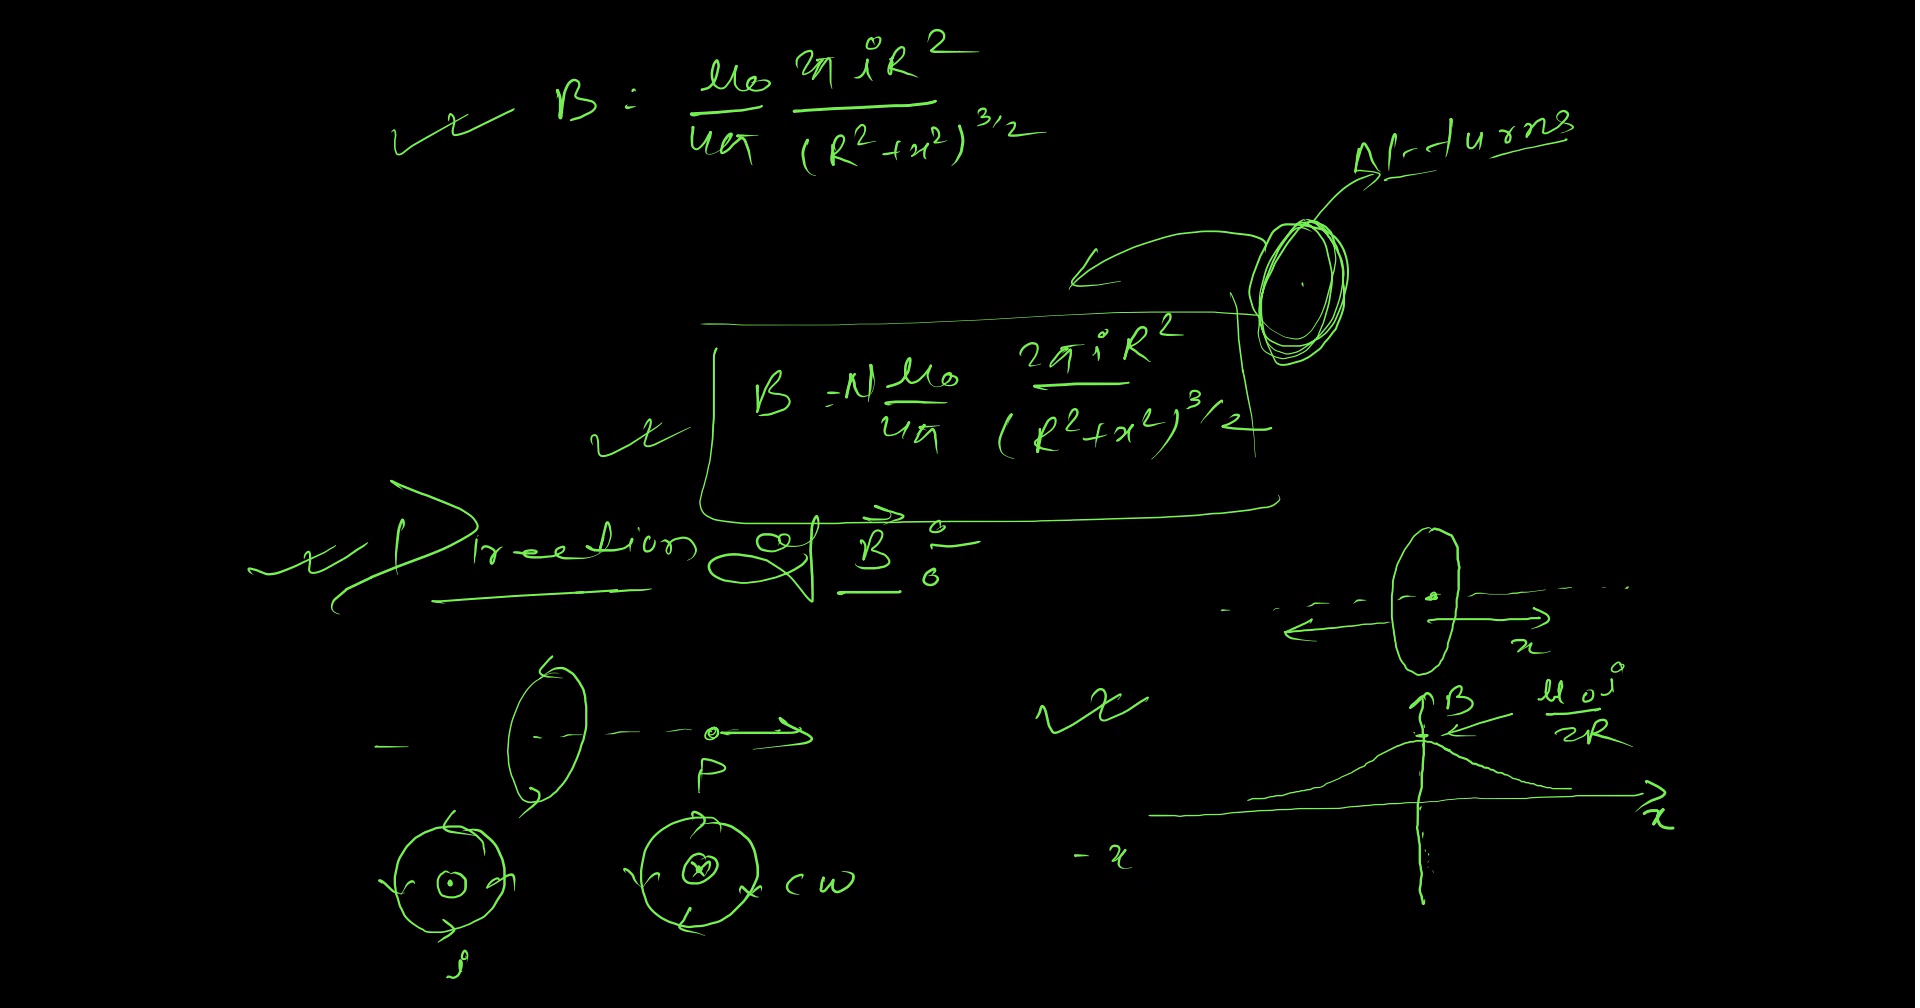 B = μ₀/4π 2πiR²/(R²+x²)^3/2
N-turns
B = N μ₀/4π 2πiR²/(R²+x²)^3/2
Direction of B⃗ :
x
P
B
μ₀i/2R
x
- x
CW
i